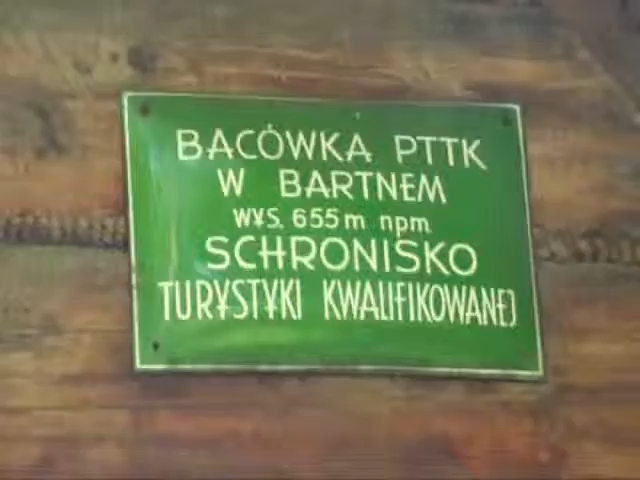 BACÓWKA PTTK
W BARTNEM
WYS. 655 m npm
SCHRONISKO
TURYSTYKI KWALIFIKOWANEJ